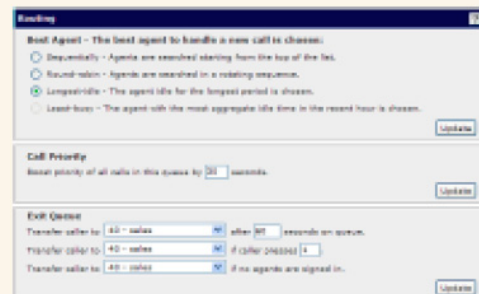 Routing
Best Agent - The best agent to handle a new call is chosen:
Sequentially - Agents are searched starting from the top of the list.
Round-robin - Agents are searched in a rotating sequence.
Longest-idle - The agent idle for the longest period is chosen.
Least-busy - The agent with the most aggregate idle time in the recent hour is chosen.
Update
Call Priority
Boost priority of all calls in this queue by seconds.
Update
Exit Queue
Transfer caller to 40 - sales after seconds on queue.
Transfer caller to 40 - sales if caller presses
Transfer caller to 40 - sales if no agents are signed in.
Update